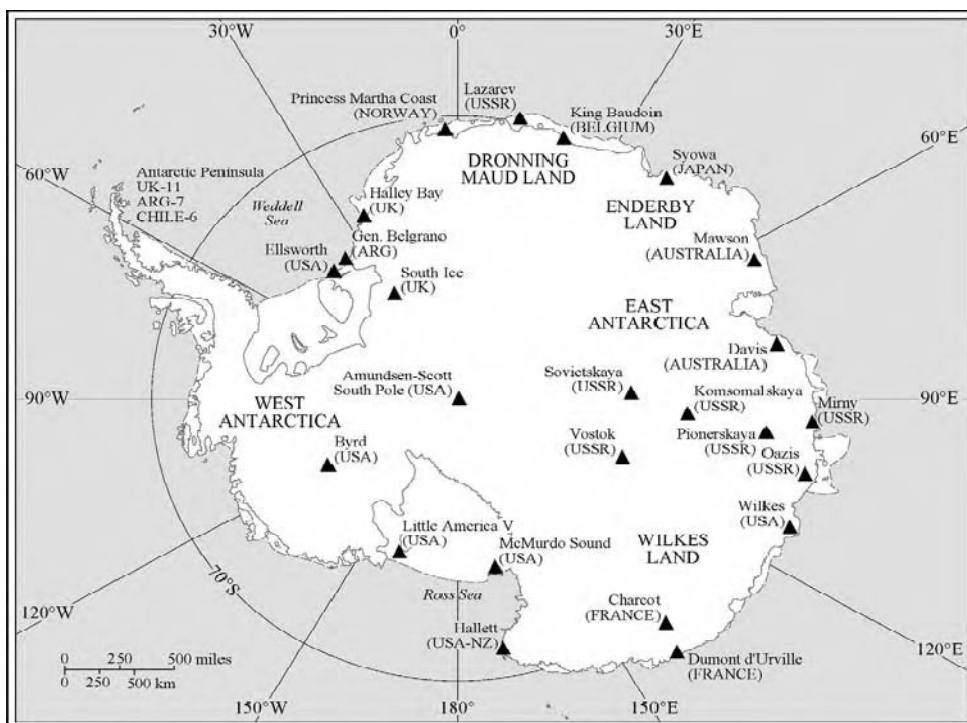 30°W
0°
30°E
Lazarev
(USSR)
Princess Martha Coast
(NORWAY)
King Baudoin
(BELGIUM)
60°E
60°W
Antarctic Peninsula
UK-11
ARG-7
CHILE-6
DRONNING
MAUD LAND
Syowa
(JAPAN)
Weddell
Sea
Halley Bay
(UK)
ENDERBY
LAND
Gen. Belgrano
(ARG)
Ellsworth
(USA)
Mawson
(AUSTRALIA)
South Ice
(UK)
EAST
ANTARCTICA
Davis
(AUSTRALIA)
Amundsen-Scott
South Pole (USA)
Sovietskaya
(USSR)
Komsomalskaya
(USSR)
90°W
90°E
WEST
ANTARCTICA
Mirny
(USSR)
Byrd
(USA)
Vostok
(USSR)
Pionerskaya
(USSR)
Oazis
(USSR)
Wilkes
(USA)
Little America V
(USA)
McMurdo Sound
(USA)
WILKES
LAND
70°S
Ross Sea
Charcot
(FRANCE)
120°W
Hallett
(USA-NZ)
Dumont d'Urville
(FRANCE)
120°E
0 250 500 miles
0 250 500 km
150°W
180°
150°E